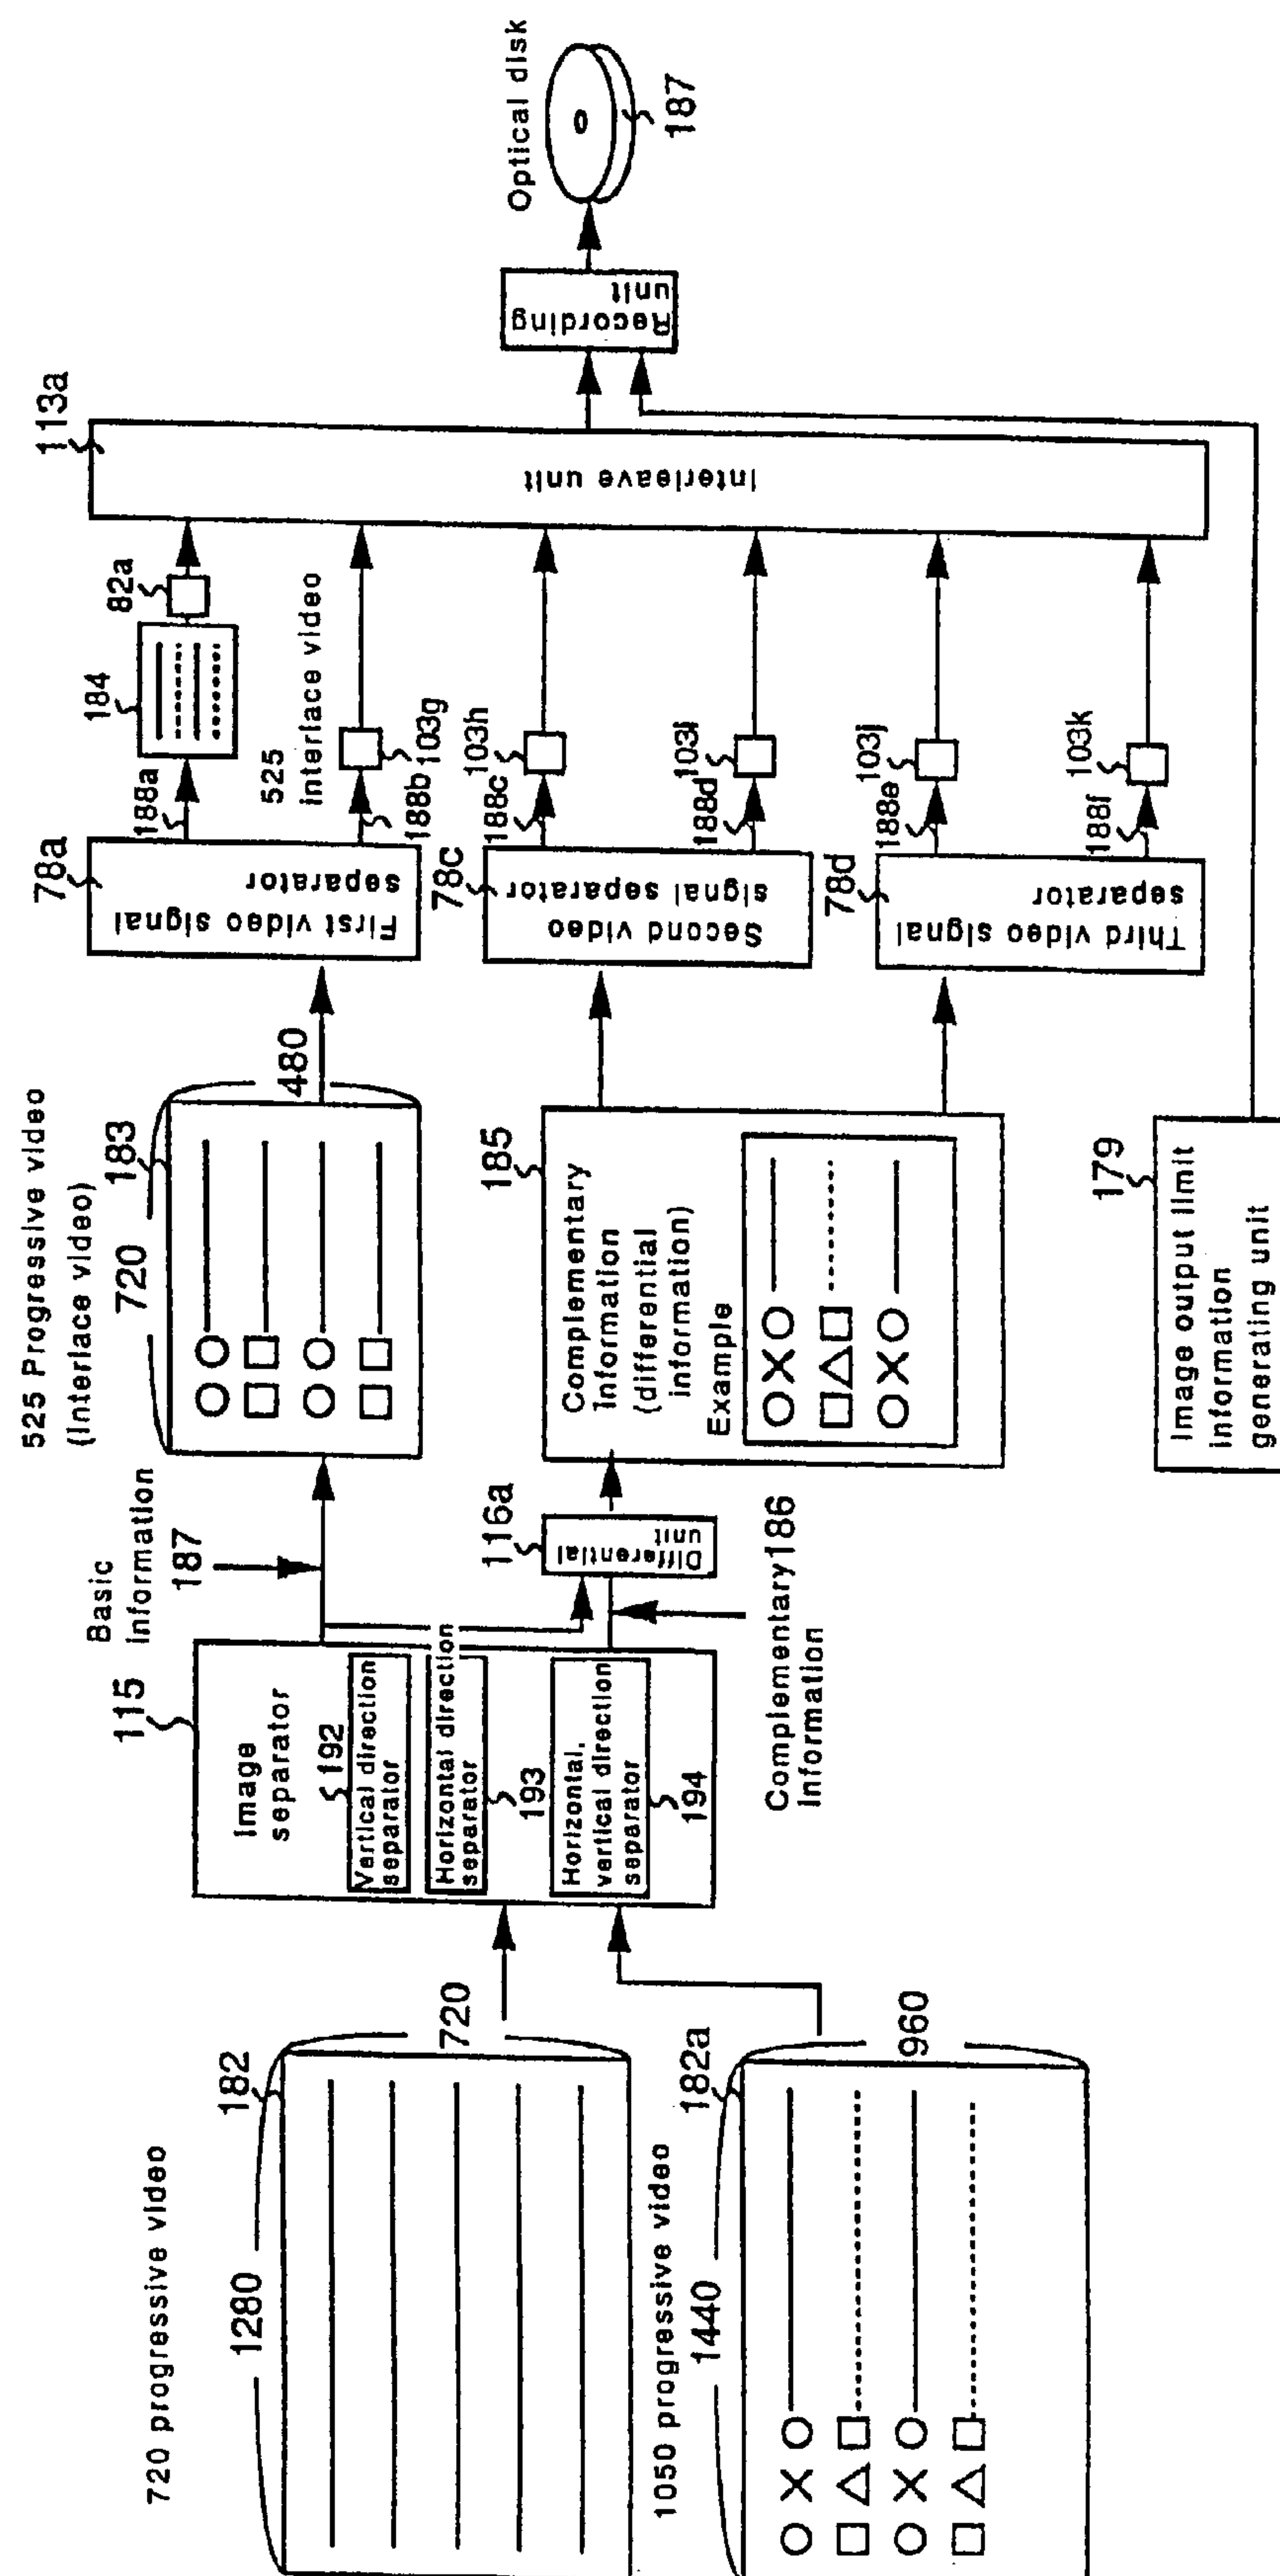 720 progressive video
1280
182
720
1050 progressive video
1440
182a
960
115
Image
separator
192
Vertical direction
separator
Horizontal direction
separator
193
Horizontal,
vertical direction
separator
194
Basic
information
187
116a
Differential
unit
Complementary
Information
186
525 Progressive video
(Interlace video)
720
183
480
185
Complementary
Information
(differential
information)
Example
179
Image output limit
information
generating unit
78a
First video signal
separator
78c
Second video
signal separator
78d
Third video signal
separator
188a
184
82a
525
interlace video
188b
103g
188c
103h
188d
103i
188e
103j
188f
103k
113a
Interleave unit
Recording
unit
Optical disk
187